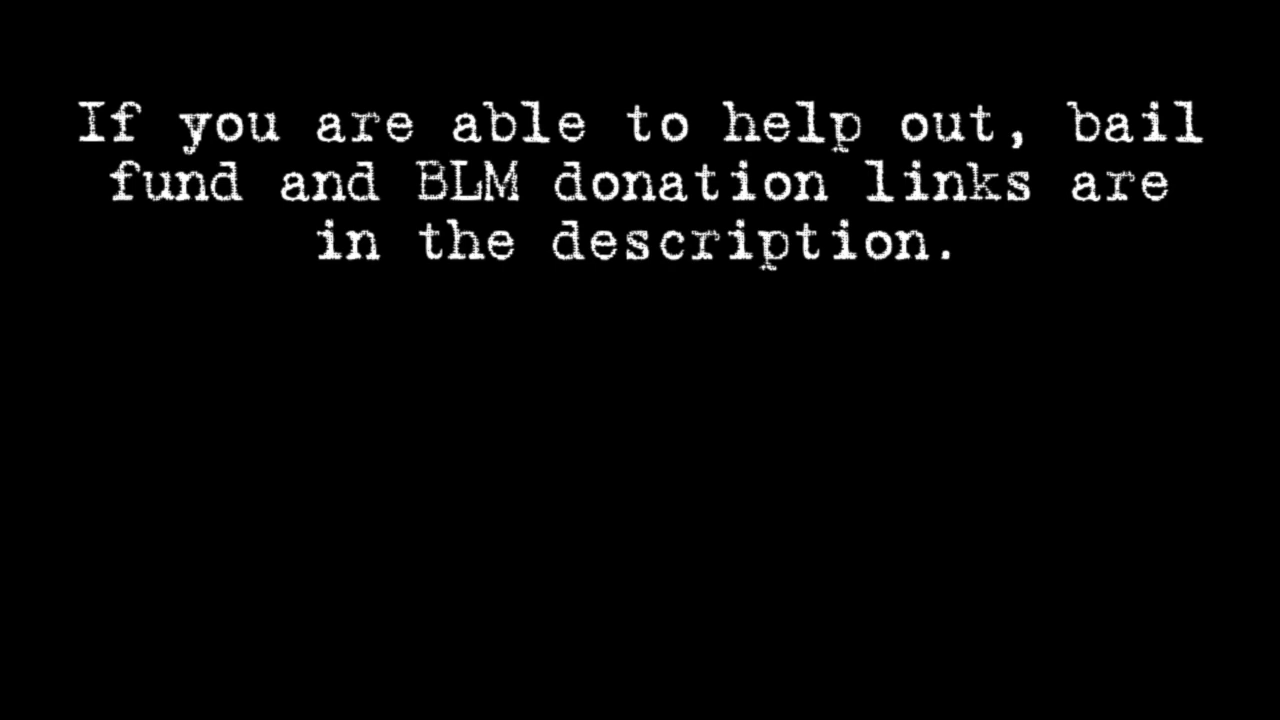 If you are able to help out, bail
fund and BLM donation links are
in the description.